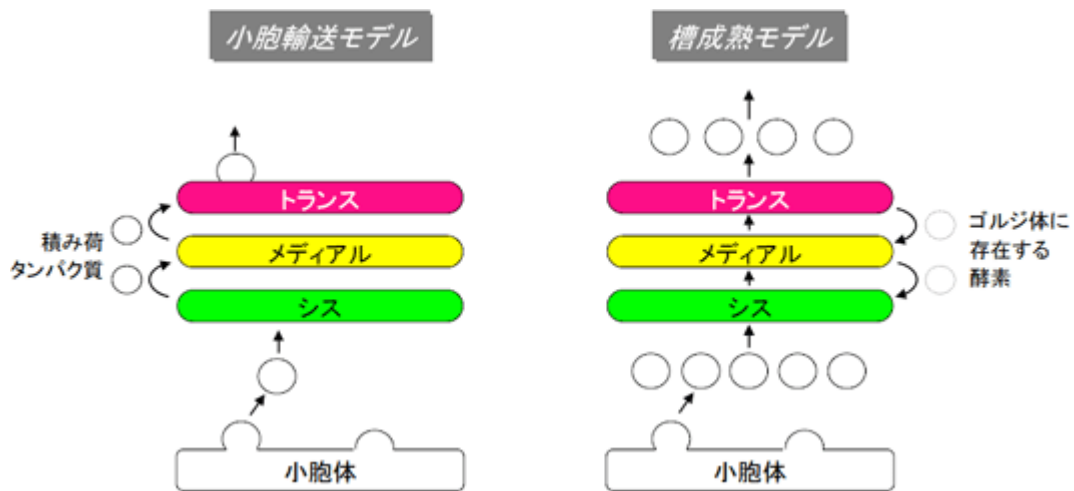 小胞輸送モデル
トランス
メディアル
シス
積み荷
タンパク質
小胞体
槽成熟モデル
トランス
メディアル
シス
ゴルジ体に
存在する
酵素
小胞体